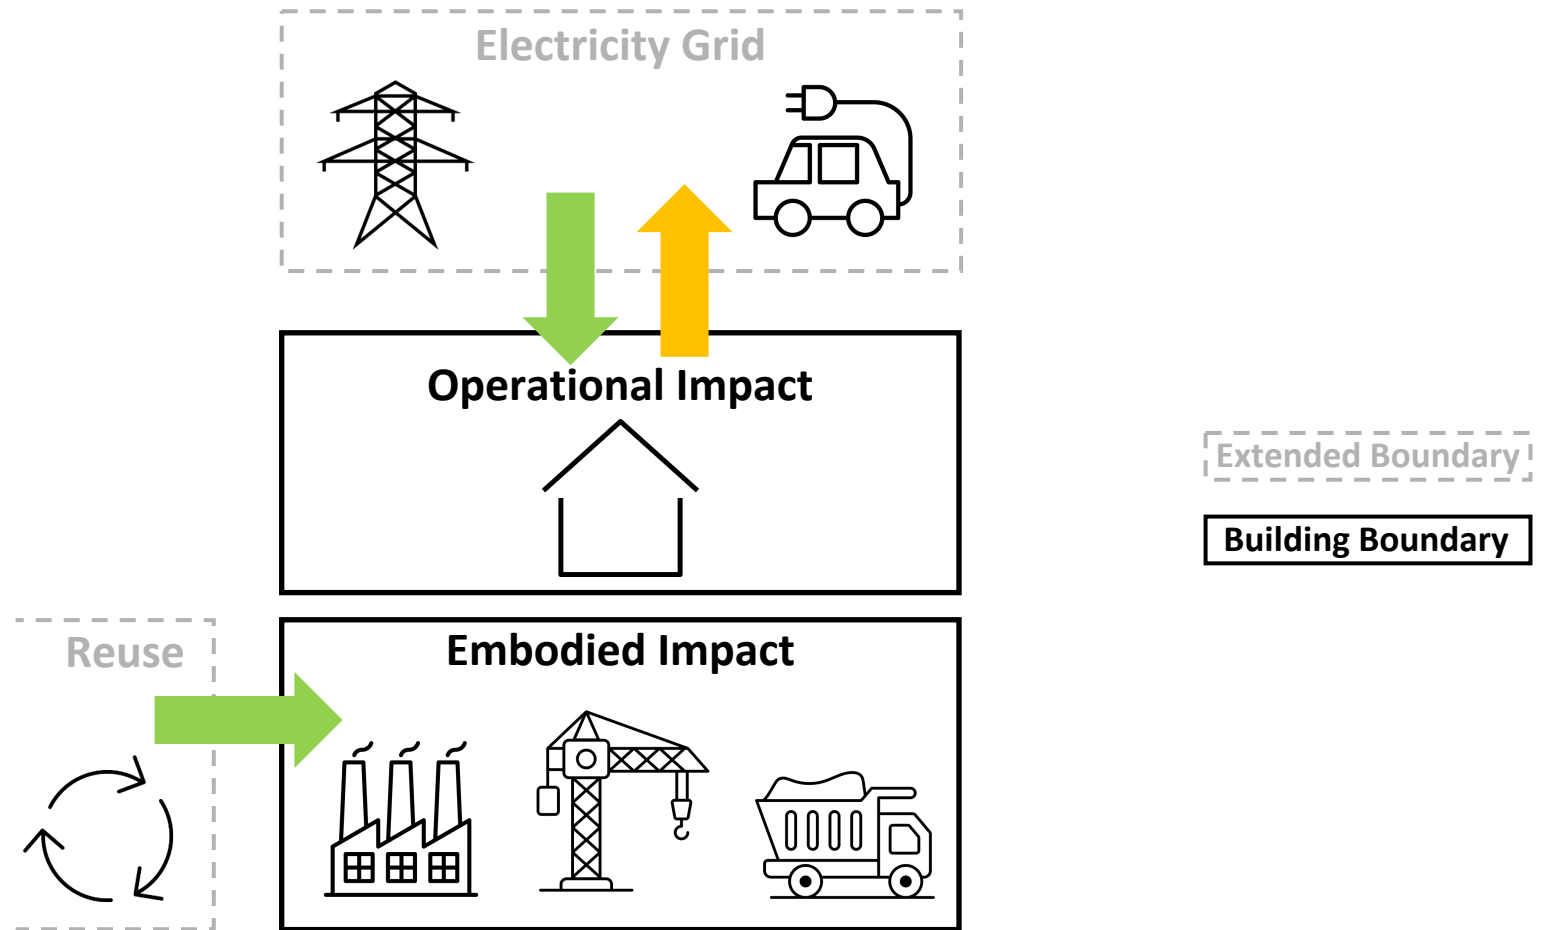 Electricity Grid
Operational Impact
Extended Boundary
Building Boundary
Reuse
Embodied Impact